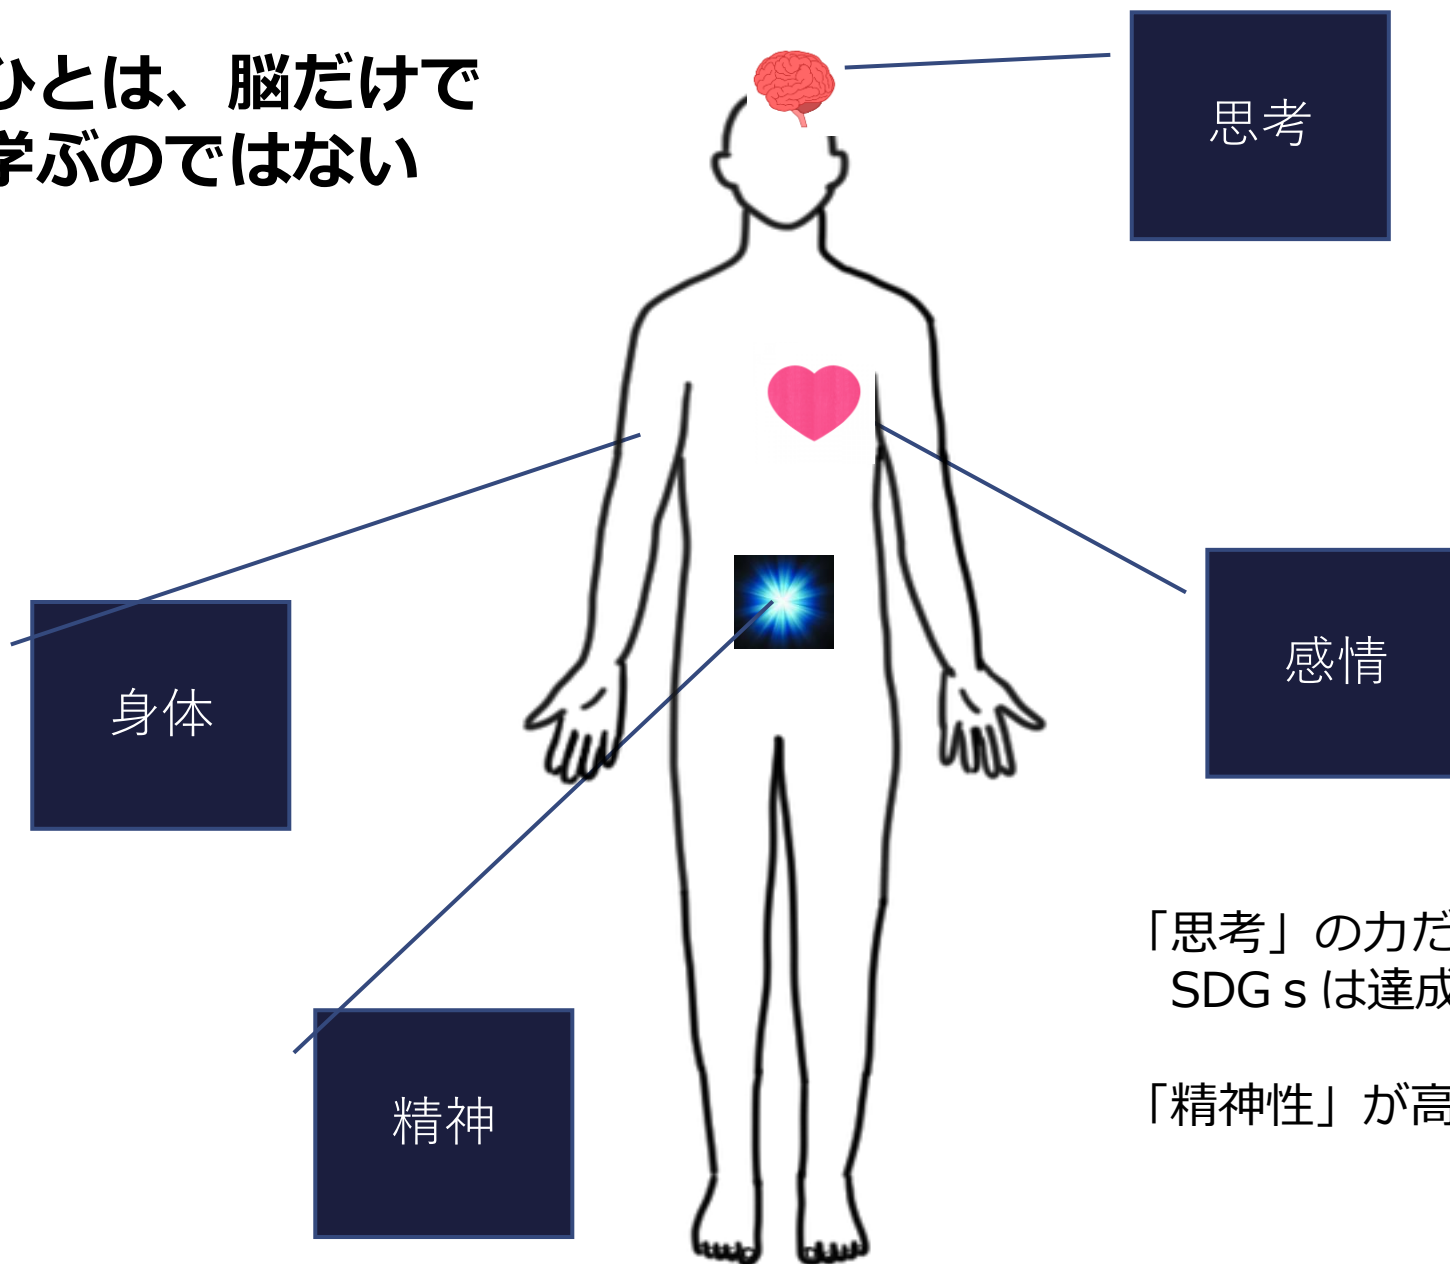 ひとは、脳だけで
学ぶのではない
思考
身体
感情
精神
「思考」の力だ
SDGｓは達成
「精神性」が高